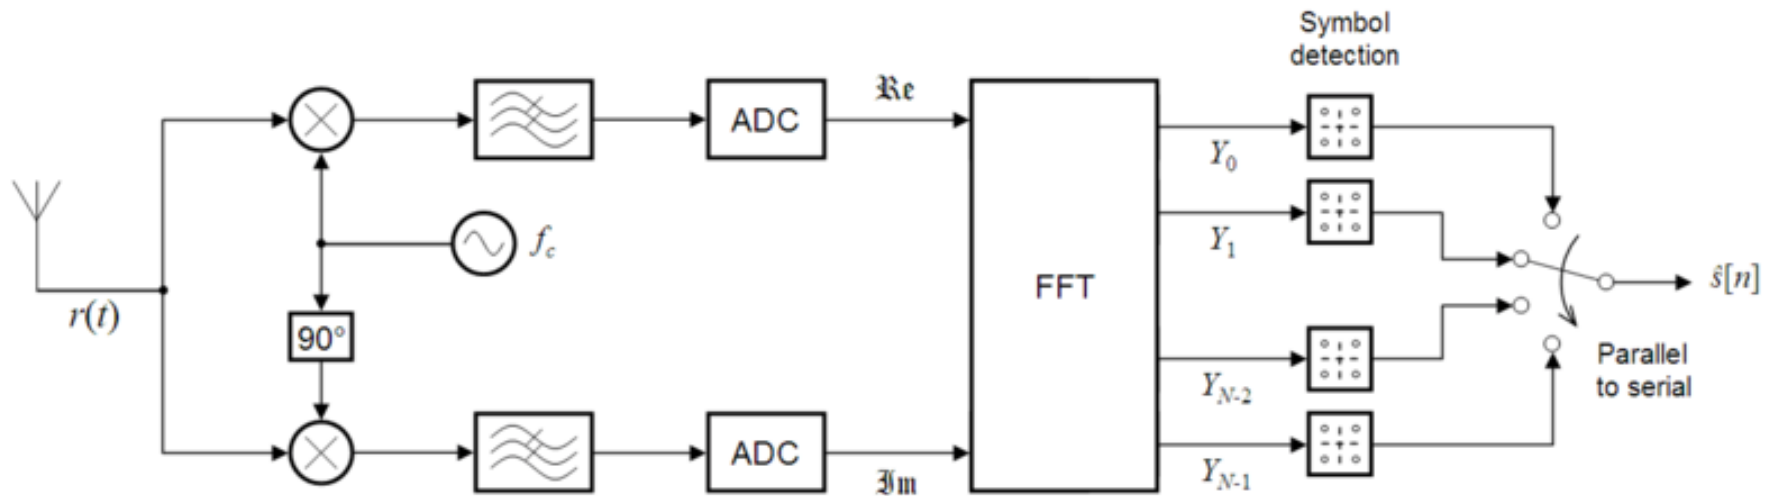 Symbol
detection
ℜe
ADC
Y0
Y1
fc
ŝ[n]
FFT
r(t)
90°
Parallel
to serial
YN-2
ADC
ℑm
YN-1